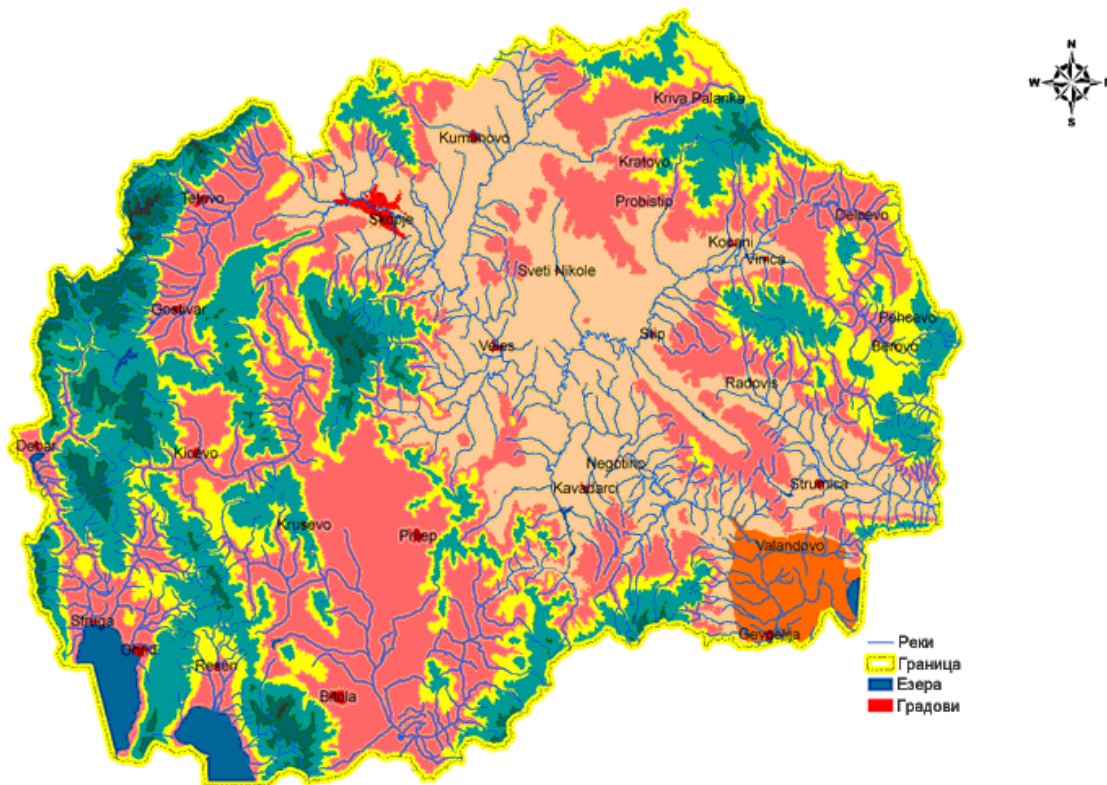 N
W
S
Kriva Palanka
Kumanovo
Kratovo
Tetovo
Probistip
Skopje
Delcevo
Kocani
Vinica
Sveti Nikole
Gostivar
Pehcevo
Stip
Veles
Berovo
Radovis
Debar
Kicevo
Negotino
Kavadarci
Strumica
Krusevo
Prilep
Valandovo
Struga
Gevgelija
Ohrid
Resen
Bitola
Реки
Граница
Езера
Градови